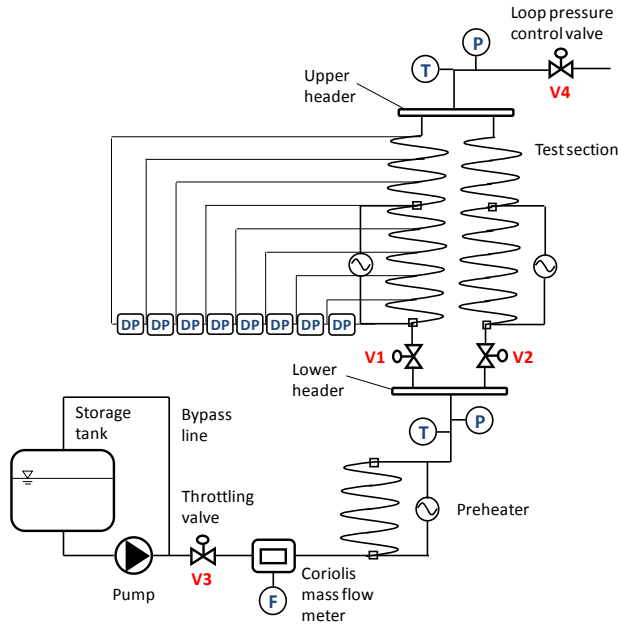 Loop pressure
control valve
P
T
V4
Upper
header
Test section
DP DP DP DP DP DP DP DP
V1
V2
Lower
header
T
P
Storage
tank
Bypass
line
Throttling
valve
Preheater
V3
Pump
F
Coriolis
mass flow
meter